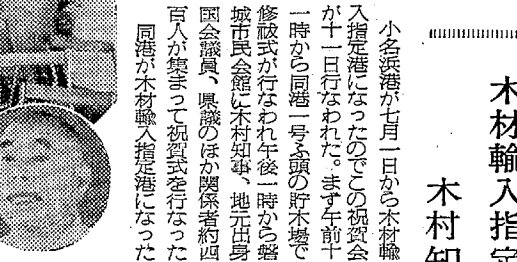 木材輸入指定
木村知
小名浜港が七月一日から木材輸
入指定港になったのでこの祝賀会
が十一日行なわれた。まず午前十
一時から同港一号ふ頭の貯木場で
修祓式が行なわれ午後一時から磐
城市民会館に木村知事、地元出身
国会議員、県議のほか関係者約四
百人が集まって祝賀式を行なった
同港が木材輸入指定港になった